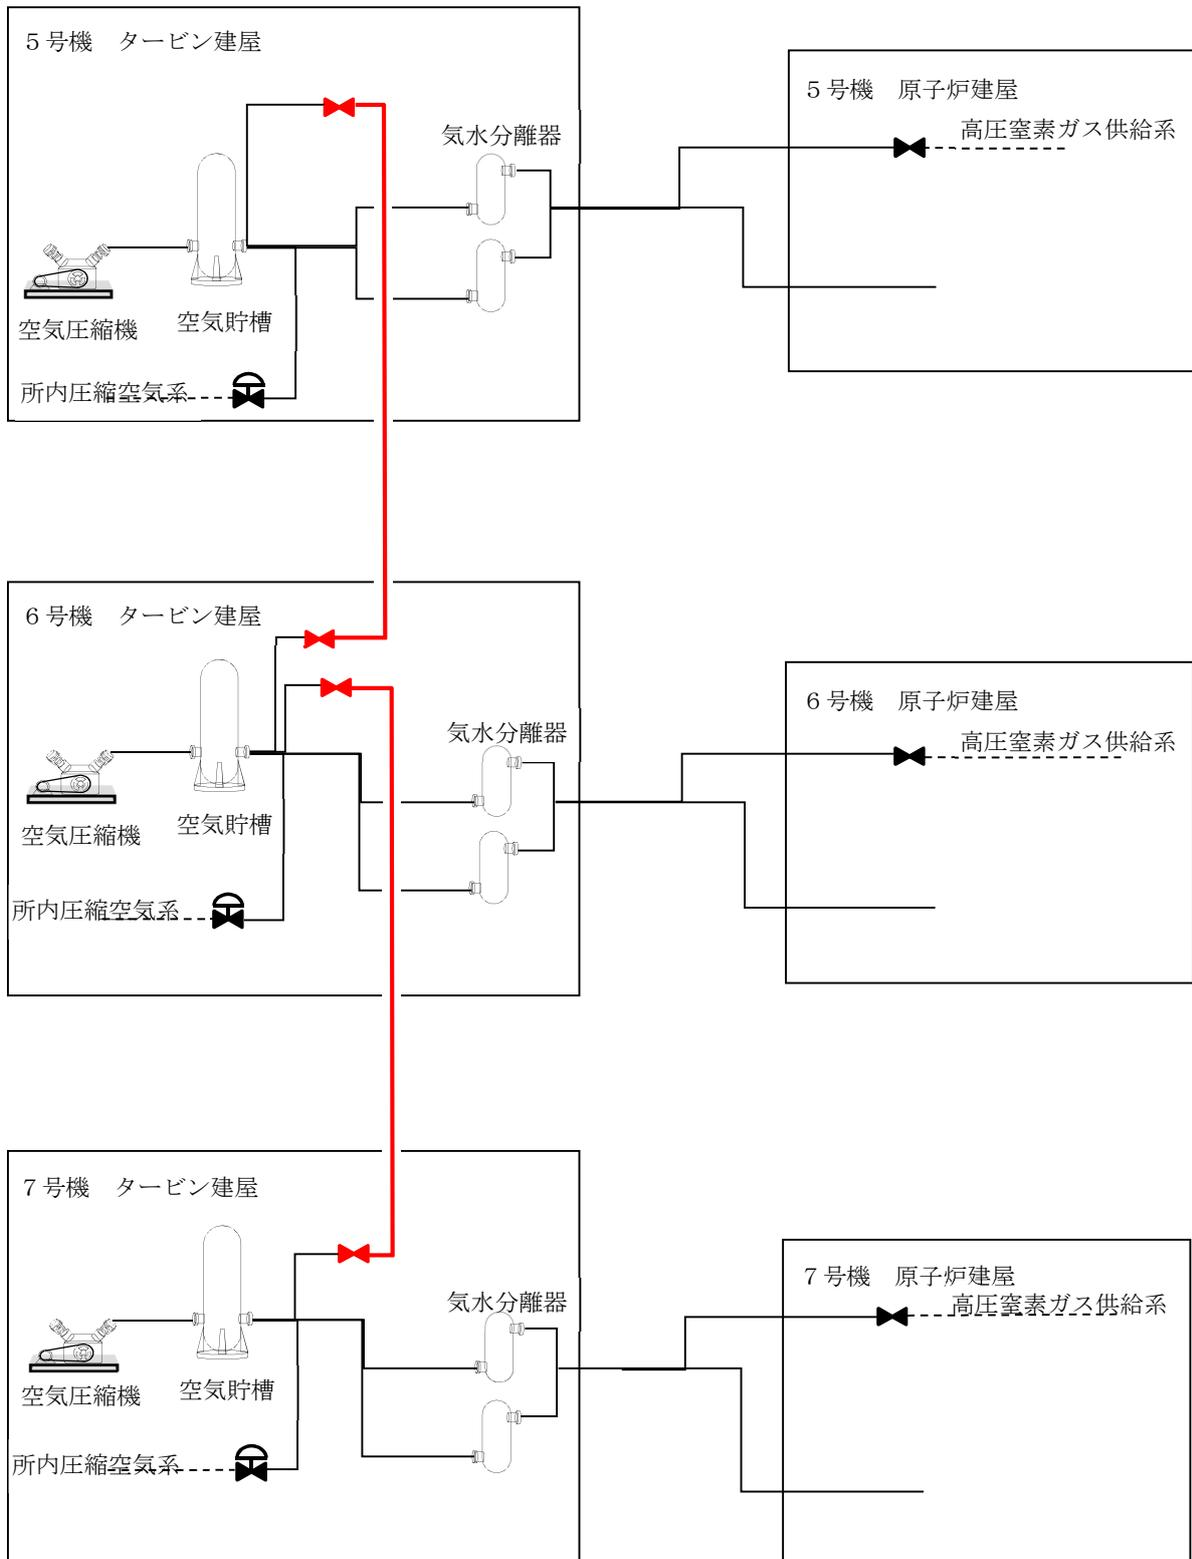 5号機　タービン建屋
5号機　原子炉建屋
高圧窒素ガス供給系
気水分離器
空気圧縮機
空気貯槽
所内圧縮空気系
6号機　タービン建屋
6号機　原子炉建屋
高圧窒素ガス供給系
気水分離器
空気圧縮機
空気貯槽
所内圧縮空気系
7号機　タービン建屋
7号機　原子炉建屋
高圧窒素ガス供給系
気水分離器
空気圧縮機
空気貯槽
所内圧縮空気系